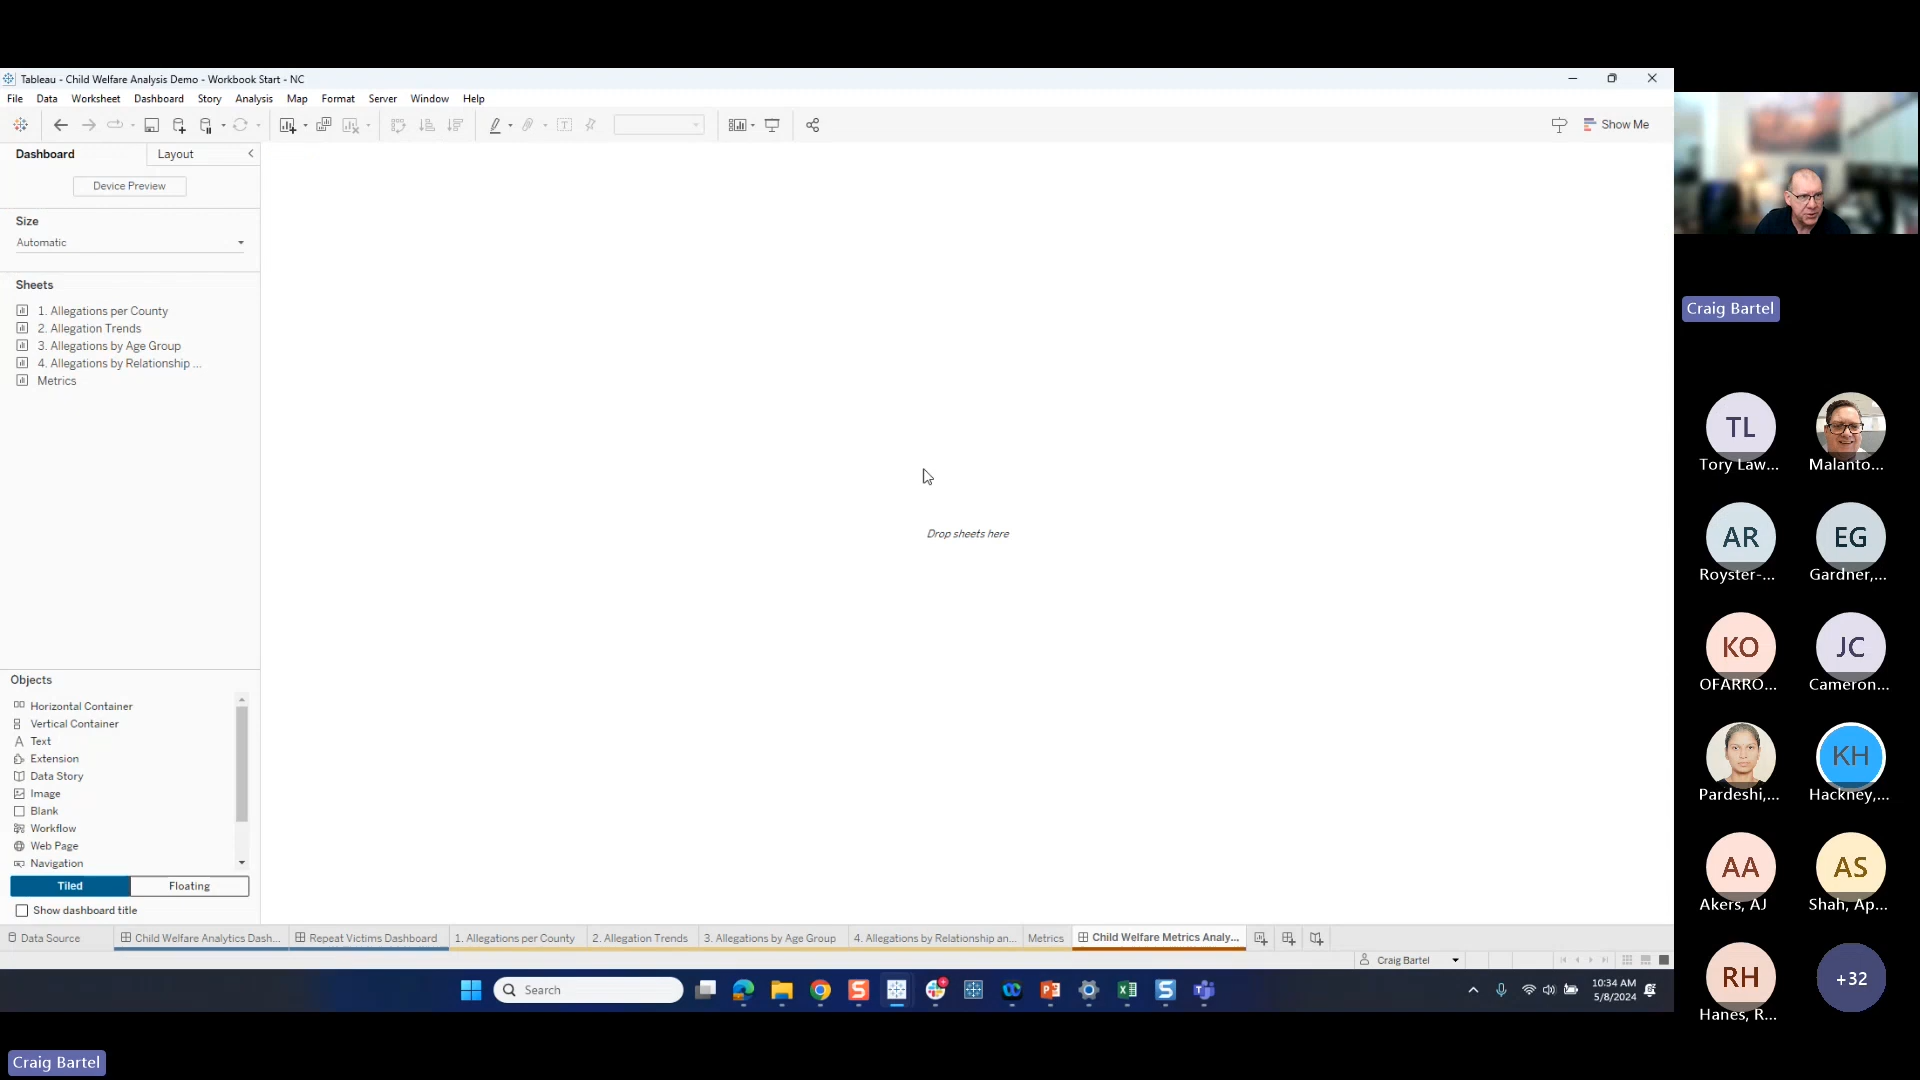 Tableau - Child Welfare Analysis Demo - Workbook Start - NC
File Data Worksheet Dashboard Story Analysis Map Format Server Window Help
Show Me
Dashboard Layout
Device Preview
Size
Automatic
Sheets
1. Allegations per County
2. Allegation Trends
3. Allegations by Age Group
4. Allegations by Relationship ...
Metrics
Drop sheets here
Objects
Horizontal Container
Vertical Container
Text
Extension
Data Story
Image
Blank
Workflow
Web Page
Navigation
Tiled Floating
Show dashboard title
Data Source Child Welfare Analytics Dash... Repeat Victims Dashboard 1. Allegations per County 2. Allegation Trends 3. Allegations by Age Group 4. Allegations by Relationship an... Metrics Child Welfare Metrics Analy...
Craig Bartel
Search
10:34 AM
5/8/2024
Craig Bartel
Craig Bartel
TL
Tory Law... Malanto...
AR EG
Royster-... Gardner,...
KO JC
OFARRO... Cameron...
KH
Pardeshi,... Hackney,...
AA AS
Akers, AJ Shah, Ap...
RH +32
Hanes, R...